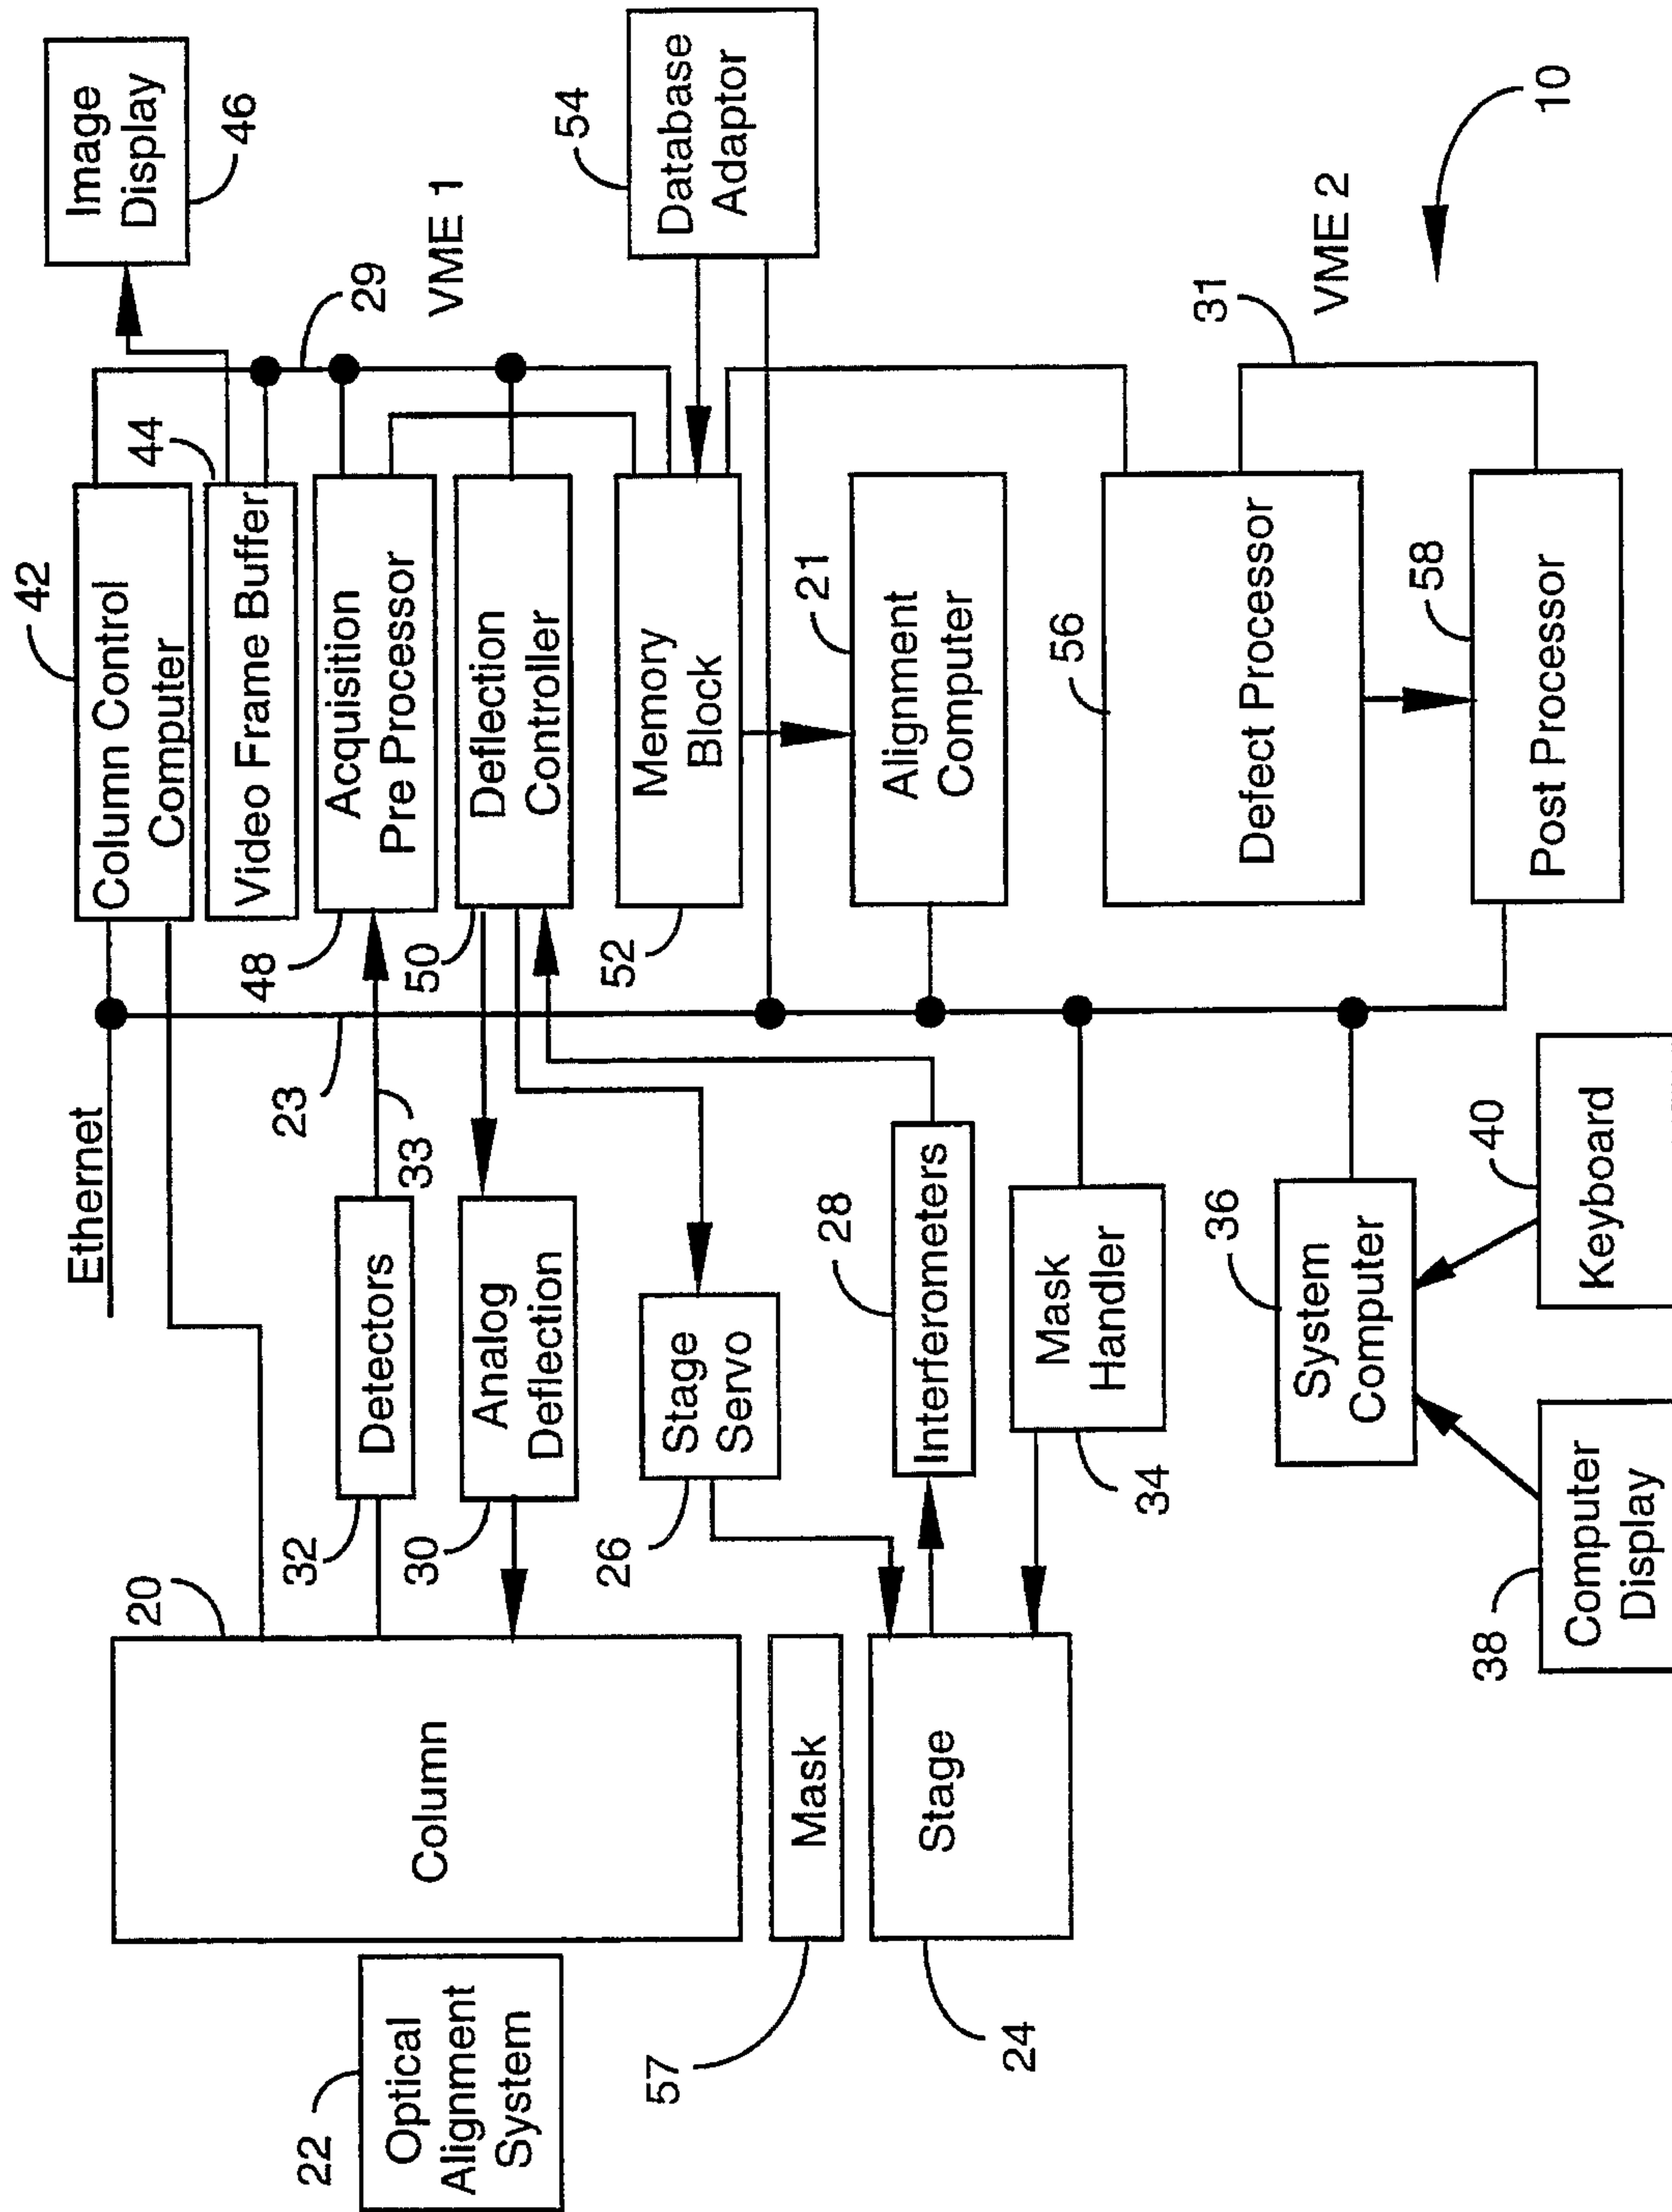 Ethernet
42
Column Control
Computer
44
Video Frame Buffer
Image
Display
46
29
VME 1
48
Acquisition
Pre Processor
50
Deflection
Controller
52
Memory
Block
54
Database
Adaptor
21
Alignment
Computer
56
Defect Processor
58
Post Processor
31
VME 2
10
23
33
20
Column
22
Optical
Alignment
System
32
Detectors
30
Analog
Deflection
26
Stage
Servo
28
Interferometers
57
Mask
24
Stage
34
Mask
Handler
36
System
Computer
38
Computer
Display
40
Keyboard